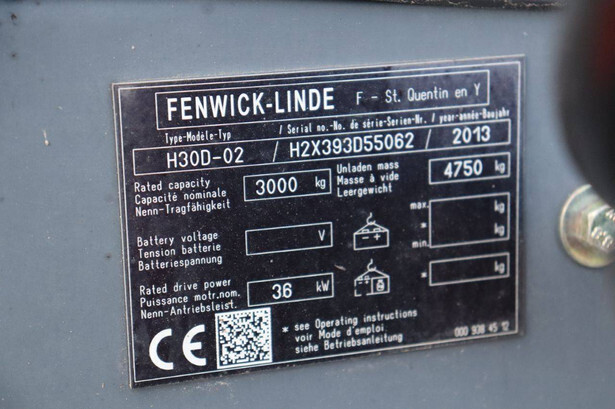 FENWICK-LINDE F - St. Quentin en Y
Type-Modèle-Typ / Serial no.-No. de série-Serien-Nr. / year-année-Baujahr
H30D-02 / H2X393D55062 / 2013
Rated capacity
Capacité nominale
Nenn-Tragfähigkeit
3000 kg
Unladen mass
Masse à vide
Leergewicht
4750 kg
Battery voltage
Tension batterie
Batteriespannung
V
- +
max.
*
min.
kg
kg
Rated drive power
Puissance motr.nom.
Nenn-Antriebsleist.
36 kW
* kg
CE
* see Operating instructions
voir Mode d'emploi
siehe Betriebsanleitung
000 938 45 12